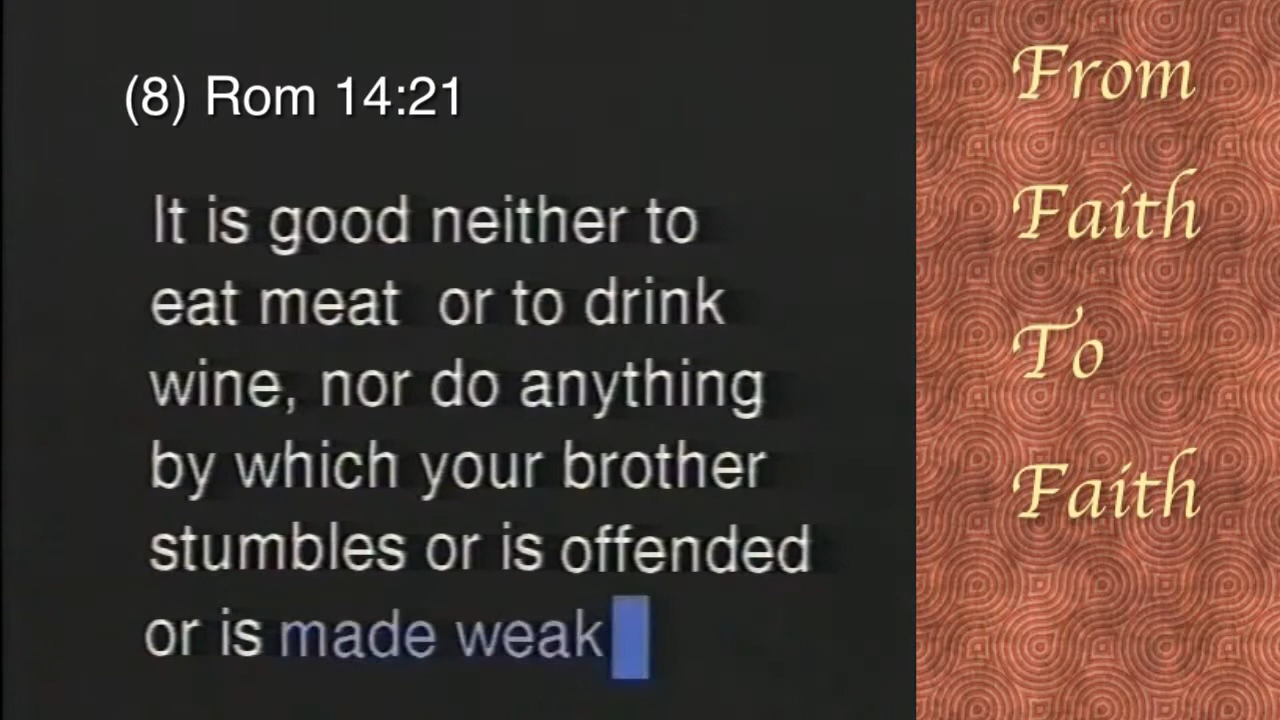 (8) Rom 14:21
It is good neither to
eat meat or to drink
wine, nor do anything
by which your brother
stumbles or is offended
or is made weak
From
Faith
To
Faith